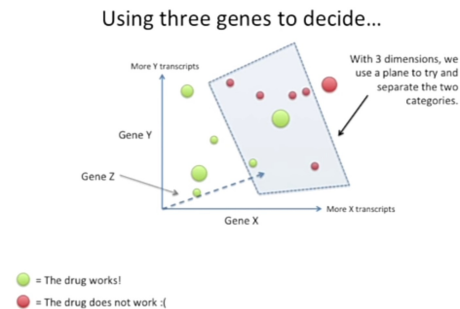 Using three genes to decide...
More Y transcripts
With 3 dimensions, we
use a plane to try and
separate the two
categories.
Gene Y
Gene Z
More X transcripts
Gene X
= The drug works!
= The drug does not work :(